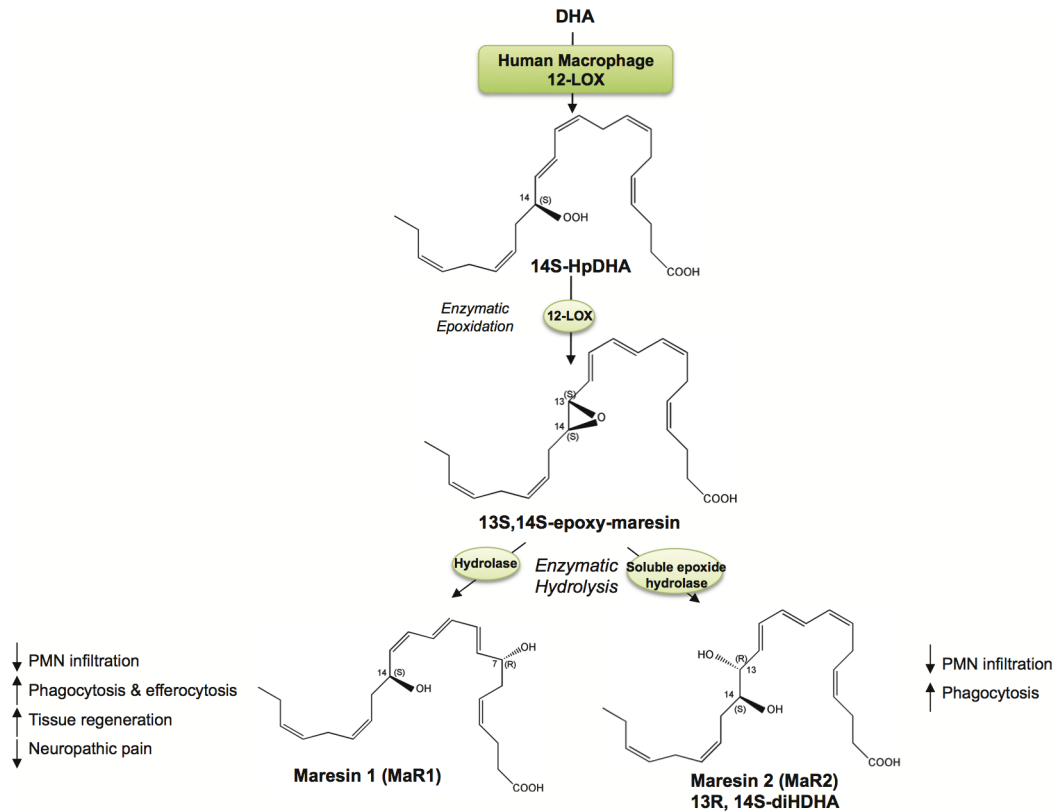 DHA
Human Macrophage
12-LOX
14
(S)
OOH
COOH
14S-HpDHA
Enzymatic
Epoxidation
12-LOX
(S)
13
O
14
(S)
COOH
13S,14S-epoxy-maresin
Hydrolase
Enzymatic
Hydrolysis
Soluble epoxide
hydrolase
PMN infiltration
Phagocytosis & efferocytosis
Tissue regeneration
Neuropathic pain
14
(S)
OH
7
(R)
OH
COOH
Maresin 1 (MaR1)
HO
(R)
13
14
(S)
OH
COOH
Maresin 2 (MaR2)
13R, 14S-diHDHA
PMN infiltration
Phagocytosis